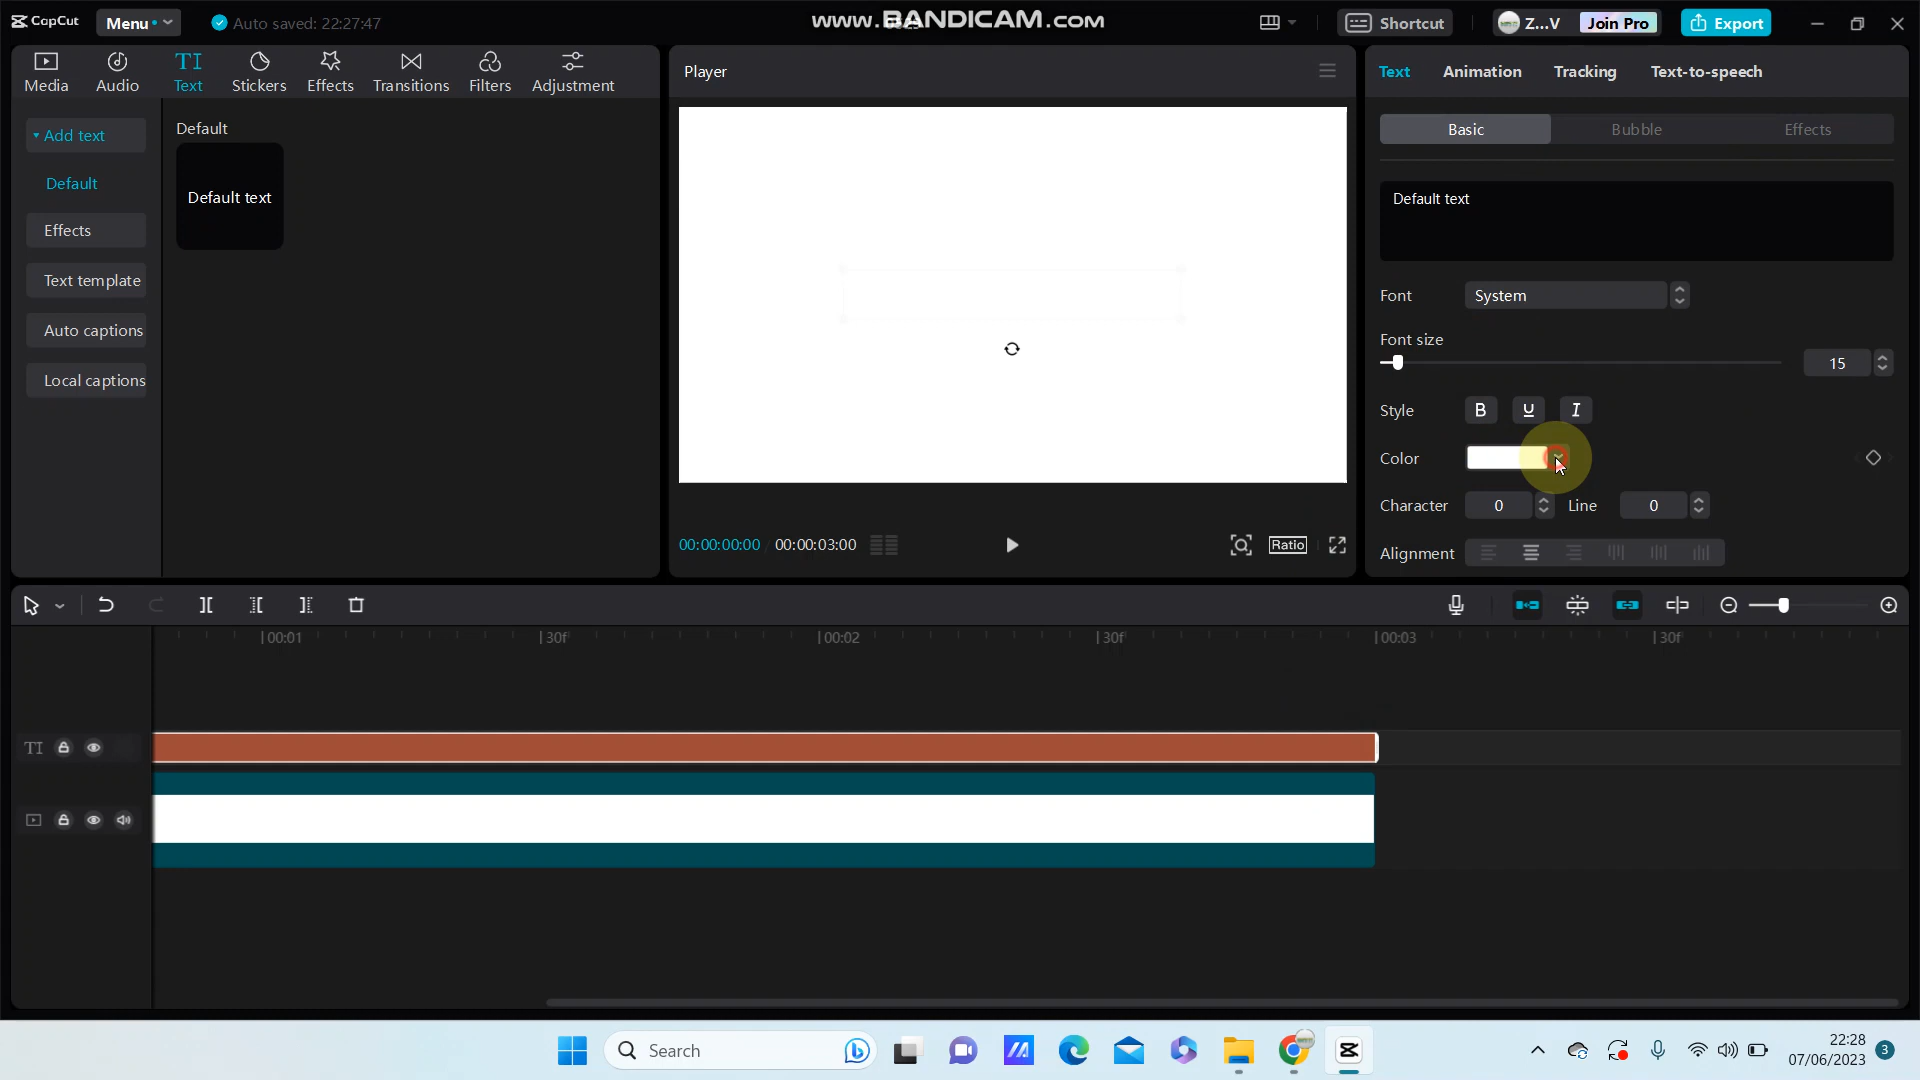 CapCut
Menu
Auto saved: 22:27:47
www.BANDICAM.com
Shortcut
Z...V
Join Pro
Export
Media
Audio
TI
Text
Stickers
Effects
Transitions
Filters
Adjustment
Add text
Default
Effects
Text template
Auto captions
Local captions
Default
Default text
Player
00:00:00:00
00:00:03:00
Ratio
Text
Animation
Tracking
Text-to-speech
Basic
Bubble
Effects
Default text
Font
System
Font size
15
Style
B
U
I
Color
Character
0
Line
0
Alignment
00:01
30f
00:02
30f
00:03
30f
TI
Search
22:28
07/06/2023
3